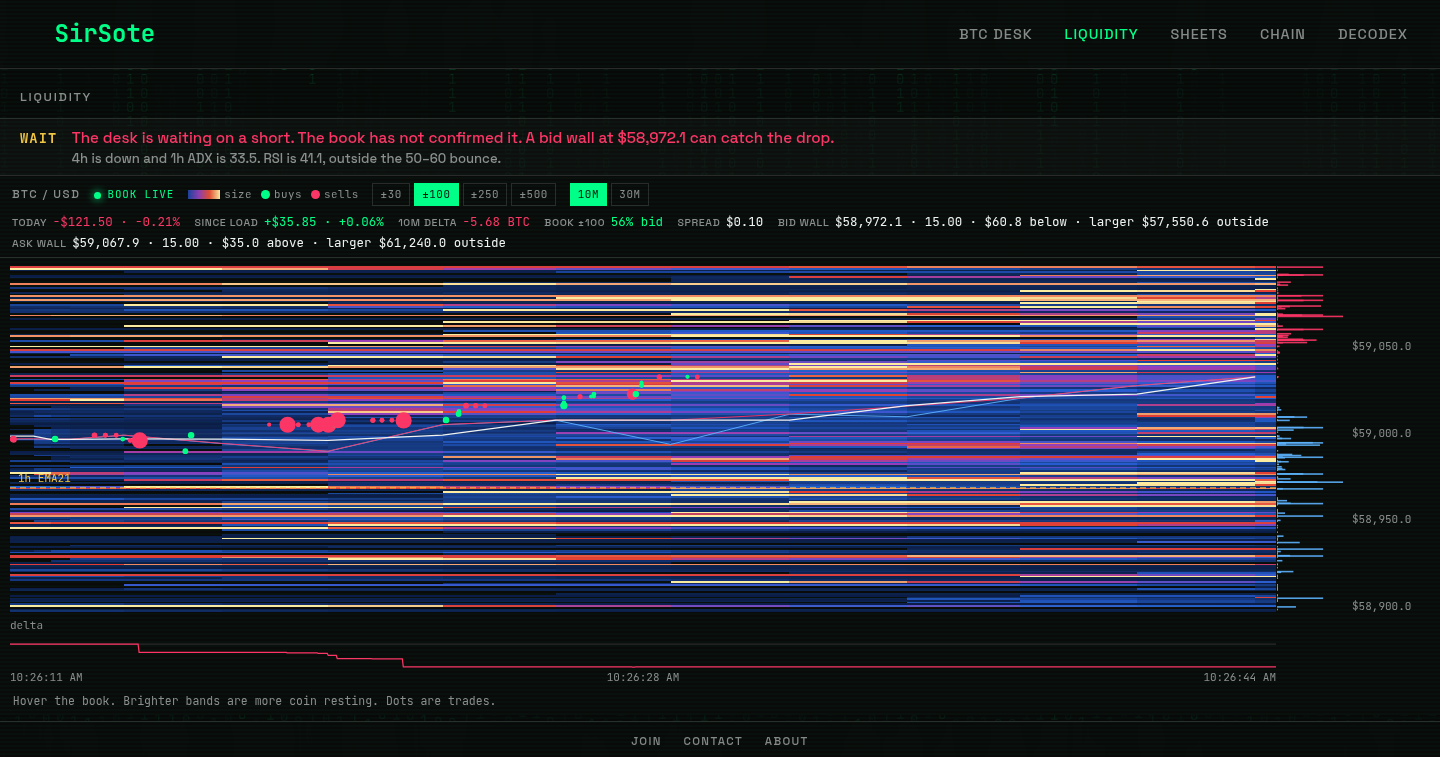 SirSote
BTC DESK LIQUIDITY SHEETS CHAIN DECODEX
LIQUIDITY
WAIT The desk is waiting on a short. The book has not confirmed it. A bid wall at $58,972.1 can catch the drop.
4h is down and 1h ADX is 33.5. RSI is 41.1, outside the 50–60 bounce.
BTC / USD BOOK LIVE size buys sells ±30 ±100 ±250 ±500 10M 30M
TODAY -$121.50 · -0.21% SINCE LOAD +$35.85 · +0.06% 10M DELTA -5.68 BTC BOOK ±100 56% bid SPREAD $0.10 BID WALL $58,972.1 · 15.00 · $60.8 below · larger $57,550.6 outside
ASK WALL $59,067.9 · 15.00 · $35.0 above · larger $61,240.0 outside
$59,050.0
$59,000.0
1h EMA21
$58,950.0
$58,900.0
delta
10:26:11 AM 10:26:28 AM 10:26:44 AM
Hover the book. Brighter bands are more coin resting. Dots are trades.
JOIN CONTACT ABOUT